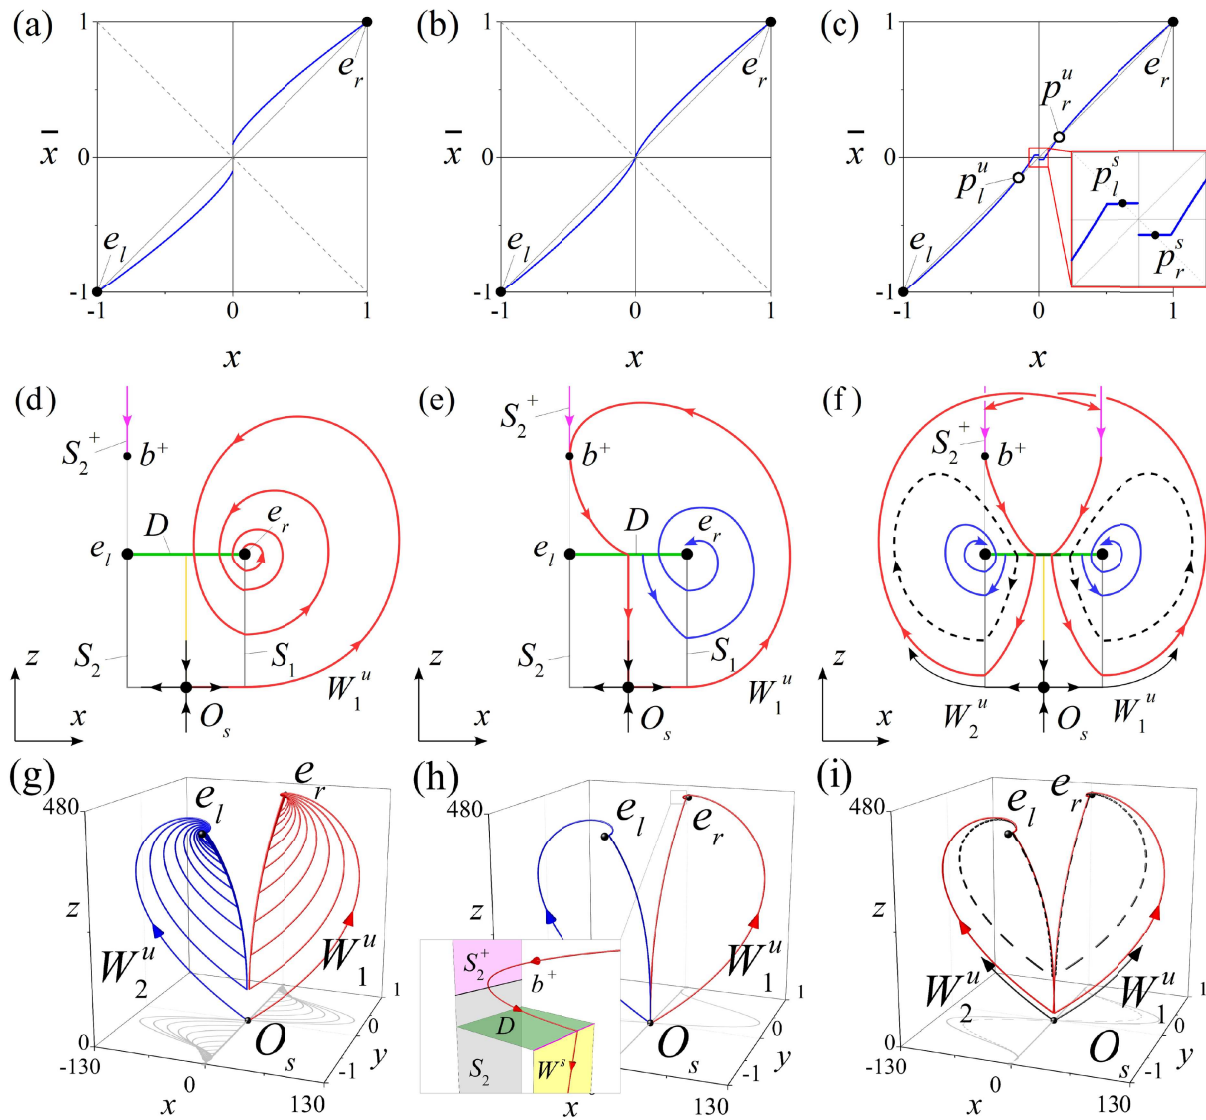 (a)
1
e_r
x̄
0
e_l
-1
-1
0
1
x
(b)
1
e_r
x̄
0
e_l
-1
-1
0
1
x
(c)
1
e_r
p_r^u
x̄
0
p_l^u
p_l^s
p_r^s
e_l
-1
-1
0
1
x
(d)
S_2^+
b^+
D
e_r
e_l
S_2
S_1
z
x
O_s
W_1^u
(e)
S_2^+
b^+
D
e_r
e_l
S_2
S_1
z
x
O_s
W_1^u
(f)
S_2^+
b^+
z
x
W_2^u
O_s
W_1^u
(g)
480
e_l
e_r
z
W_2^u
W_1^u
0
-130
O_s
x
0
130
-1
0
1
y
(h)
480
e_l
e_r
W_1^u
S_2^+
b^+
D
S_2
W^s
O_s
x
130
-1
0
1
y
(i)
480
e_l
e_r
z
W_2^u
W_1^u
0
-130
O_s
x
0
130
-1
0
1
y